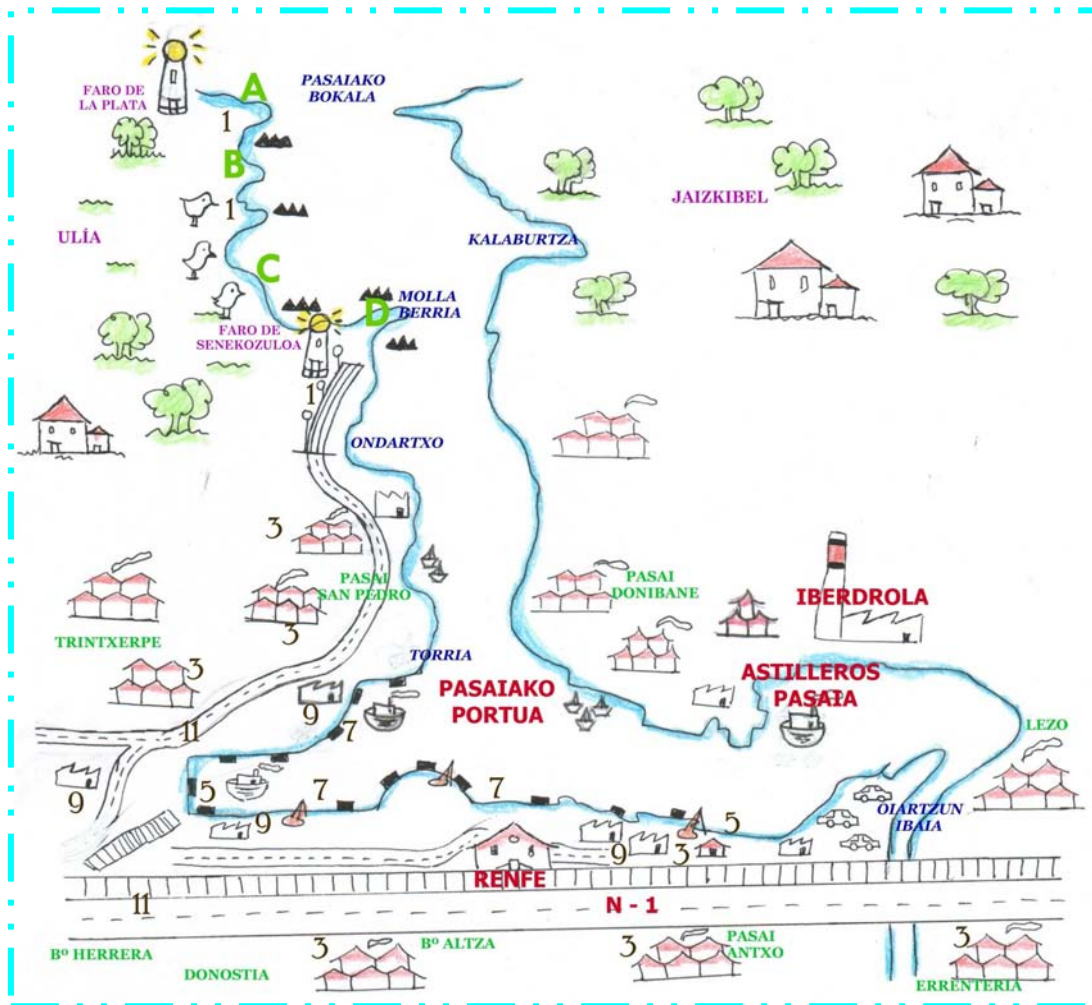 FARO DE
LA PLATA
A
PASAIAKO
BOKALA
1
B
1
ULÍA
JAIZKIBEL
KALABURTZA
C
MOLLA
BERRIA
D
FARO DE
SENEKOZULOA
1
ONDARTXO
3
PASAI
SAN PEDRO
PASAI
DONIBANE
IBERDROLA
TRINTXERPE
3
3
TORRIA
PASAIAKO
PORTUA
ASTILLEROS
PASAIA
9
7
11
LEZO
9
5
7
7
9
5
OIARTZUN
IBAIA
9
3
RENFE
11
N - 1
Bº HERRERA
DONOSTIA
3
Bº ALTZA
3
PASAI
ANTXO
3
ERRENTERIA